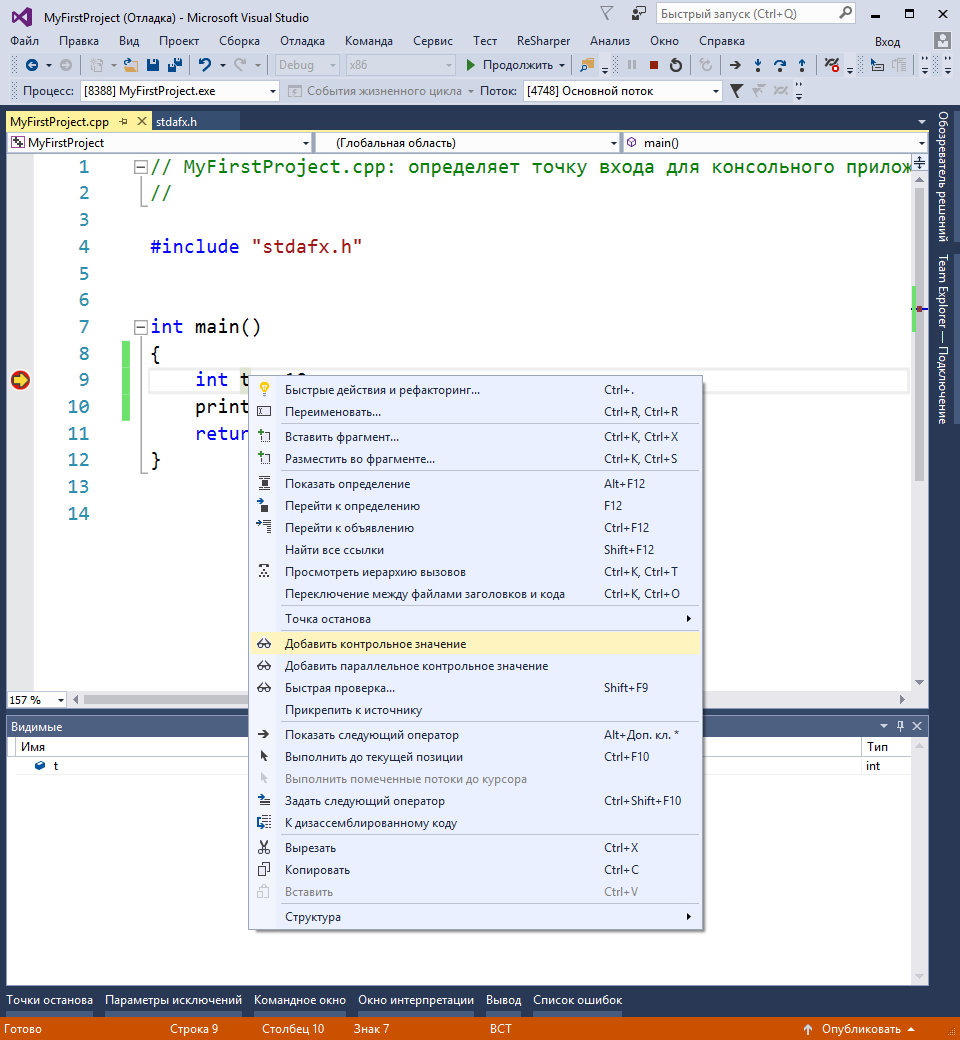 MyFirstProject (Отладка) - Microsoft Visual Studio
Быстрый запуск (Ctrl+Q)
Файл Правка Вид Проект Сборка Отладка Команда Сервис Тест ReSharper Анализ Окно Справка Вход
Debug x86 Продолжить
Процесс: [8388] MyFirstProject.exe События жизненного цикла Поток: [4748] Основной поток
MyFirstProject.cpp stdafx.h
MyFirstProject (Глобальная область) main()
1 // MyFirstProject.cpp: определяет точку входа для консольного прилож
2 //
3
4 #include "stdafx.h"
5
6
7 int main()
8 {
9 int t
10 print
11 retur
12 }
13
14
Быстрые действия и рефакторинг... Ctrl+.
Переименовать... Ctrl+R, Ctrl+R
Вставить фрагмент... Ctrl+K, Ctrl+X
Разместить во фрагменте... Ctrl+K, Ctrl+S
Показать определение Alt+F12
Перейти к определению F12
Перейти к объявлению Ctrl+F12
Найти все ссылки Shift+F12
Просмотреть иерархию вызовов Ctrl+K, Ctrl+T
Переключение между файлами заголовков и кода Ctrl+K, Ctrl+O
Точка останова
Добавить контрольное значение
Добавить параллельное контрольное значение
Быстрая проверка... Shift+F9
Прикрепить к источнику
Показать следующий оператор Alt+Доп. кл. *
Выполнить до текущей позиции Ctrl+F10
Выполнить помеченные потоки до курсора
Задать следующий оператор Ctrl+Shift+F10
К дизассемблированному коду
Вырезать Ctrl+X
Копировать Ctrl+C
Вставить Ctrl+V
Структура
Обозреватель решений
Team Explorer — Подключение
157 %
Видимые
Имя Тип
t int
Точки останова Параметры исключений Командное окно Окно интерпретации Вывод Список ошибок
Готово Строка 9 Столбец 10 Знак 7 ВСТ Опубликовать